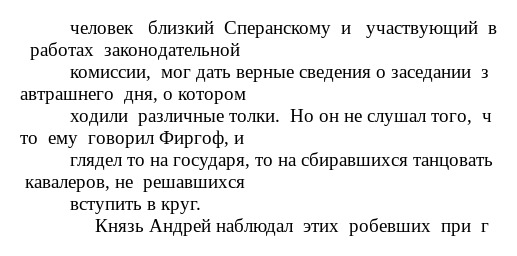 человек близкий Сперанскому и участвующий в
работах законодательной
комиссии, мог дать верные сведения о заседании з
автрашнего дня, о котором
ходили различные толки. Но он не слушал того, ч
то ему говорил Фиргоф, и
глядел то на государя, то на сбиравшихся танцовать
кавалеров, не решавшихся
вступить в круг.
Князь Андрей наблюдал этих робевших при г